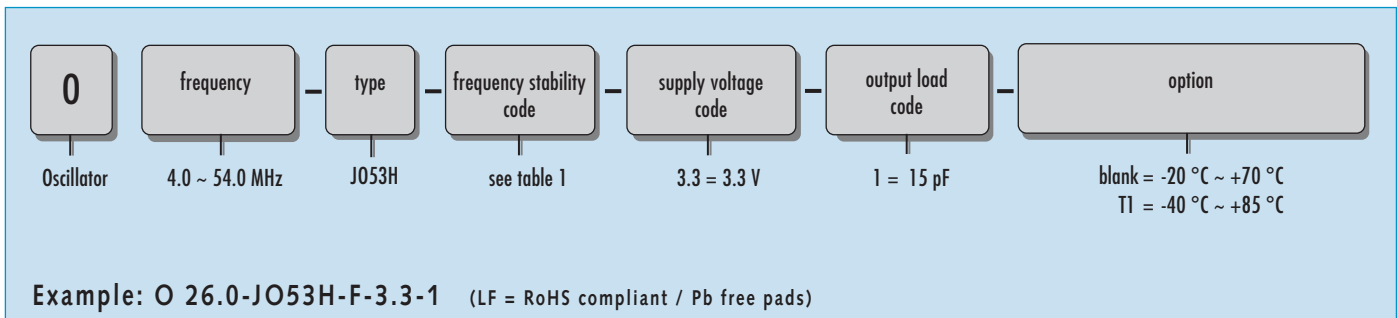 O
frequency
–
type
–
frequency stability
code
–
supply voltage
code
–
output load
code
–
option
Oscillator
4.0 ~ 54.0 MHz
JO53H
see table 1
3.3 = 3.3 V
1 = 15 pF
blank = -20 °C ~ +70 °C
T1 = -40 °C ~ +85 °C
Example: O 26.0-JO53H-F-3.3-1 (LF = RoHS compliant / Pb free pads)